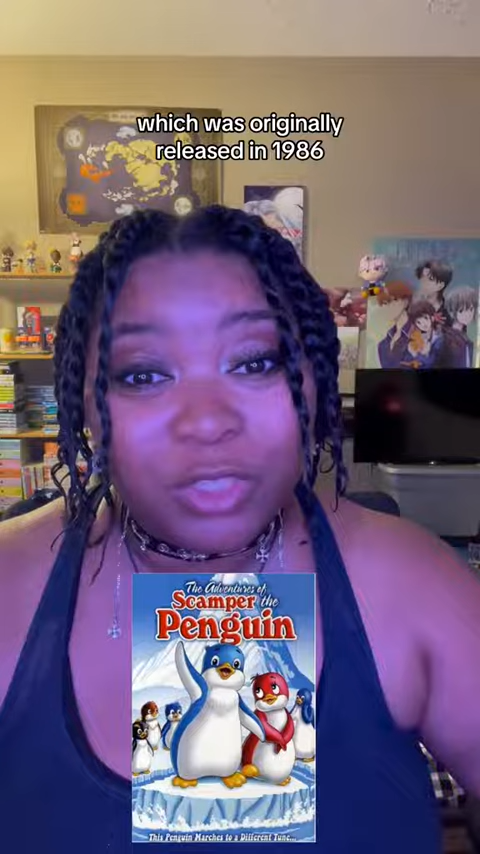 which was originally
released in 1986
The Adventures of
Scamper the
Penguin
This Penguin Marches to a Different Tune...